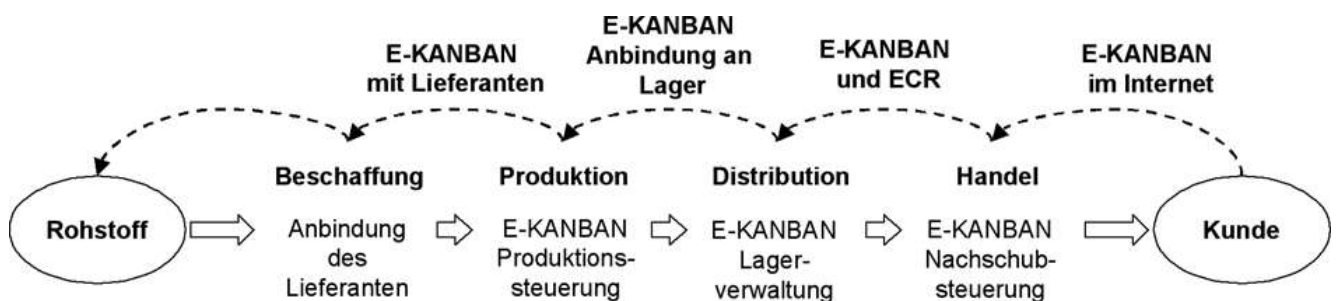 E-KANBAN
mit Lieferanten
E-KANBAN
Anbindung an
Lager
E-KANBAN
und ECR
E-KANBAN
im Internet
Rohstoff
Beschaffung
Anbindung
des
Lieferanten
Produktion
E-KANBAN
Produktions-
steuerung
Distribution
E-KANBAN
Lager-
verwaltung
Handel
E-KANBAN
Nachschub-
steuerung
Kunde